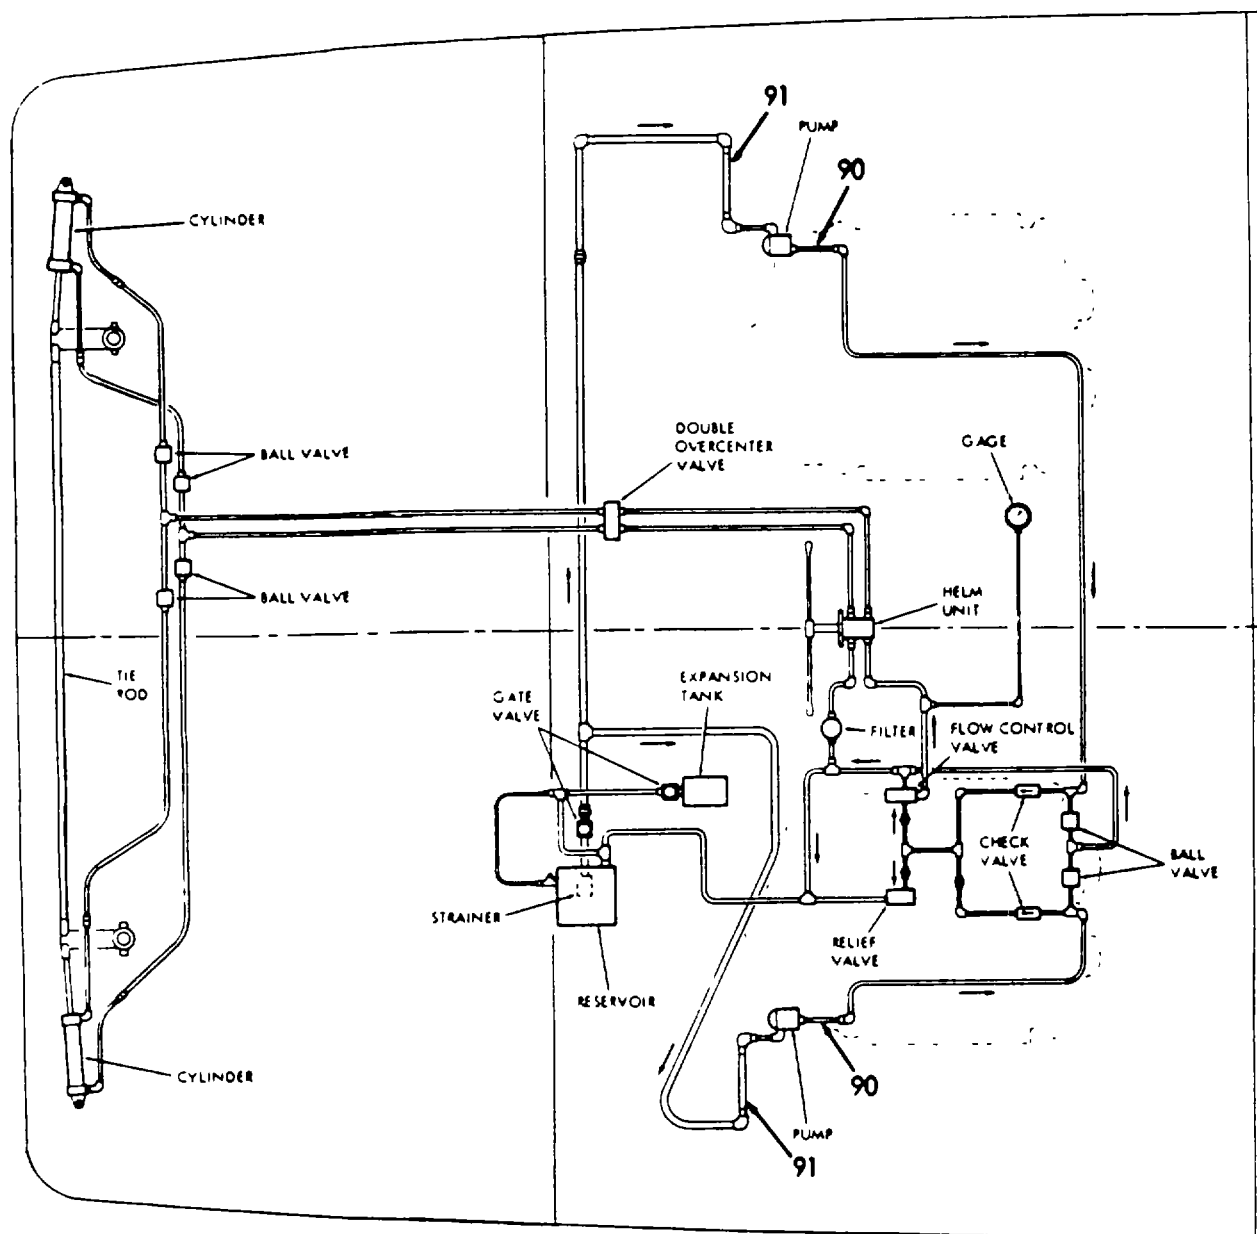 91
PUMP
90
CYLINDER
DOUBLE
OVERCENTER
VALVE
GAGE
BALL VALVE
BALL VALVE
HELM
UNIT
TIE
ROD
GATE
VALVE
EXPANSION
TANK
FILTER
FLOW CONTROL
VALVE
CHECK
VALVE
BALL
VALVE
STRAINER
RELIEF
VALVE
RESERVOIR
CYLINDER
90
PUMP
91